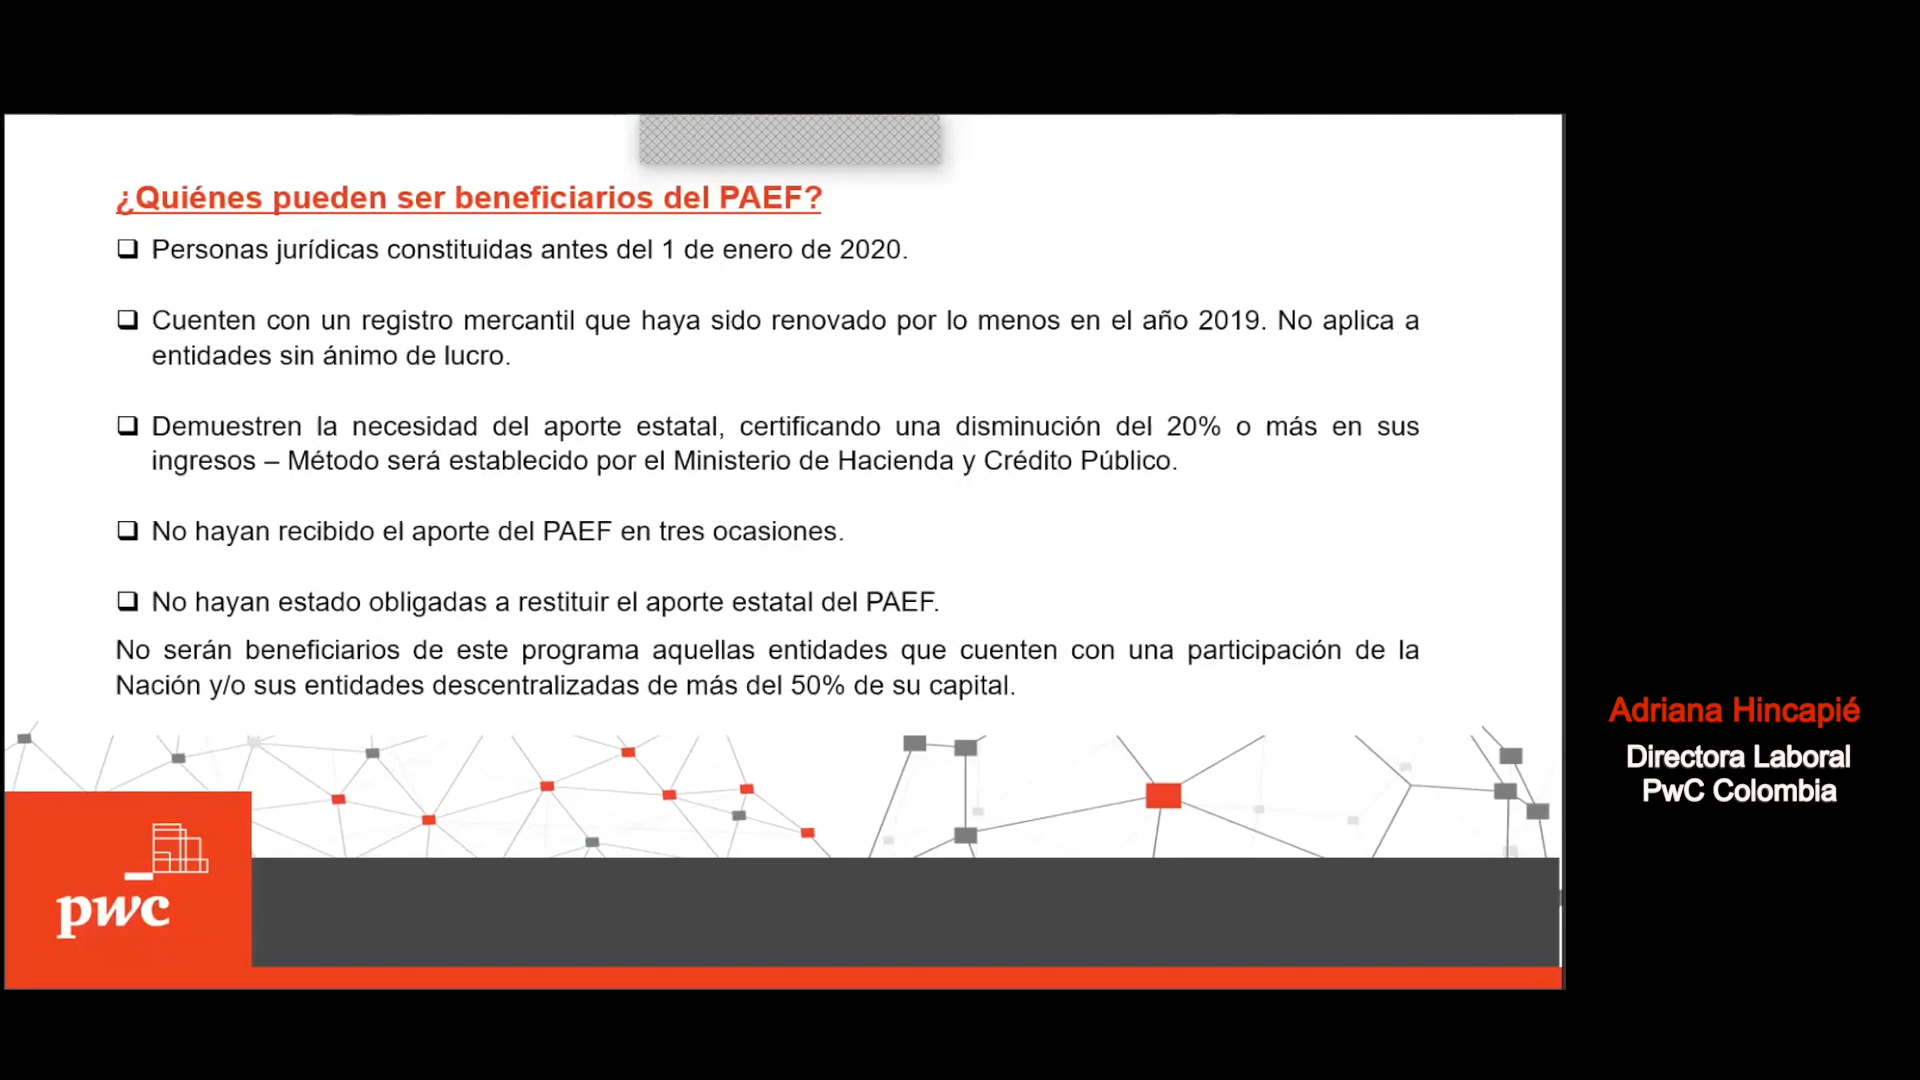 ¿Quiénes pueden ser beneficiarios del PAEF?
❑ Personas jurídicas constituidas antes del 1 de enero de 2020.
❑ Cuenten con un registro mercantil que haya sido renovado por lo menos en el año 2019. No aplica a
entidades sin ánimo de lucro.
❑ Demuestren la necesidad del aporte estatal, certificando una disminución del 20% o más en sus
ingresos – Método será establecido por el Ministerio de Hacienda y Crédito Público.
❑ No hayan recibido el aporte del PAEF en tres ocasiones.
❑ No hayan estado obligadas a restituir el aporte estatal del PAEF.
No serán beneficiarios de este programa aquellas entidades que cuenten con una participación de la
Nación y/o sus entidades descentralizadas de más del 50% de su capital.
Adriana Hincapié
Directora Laboral
PwC Colombia
pwc